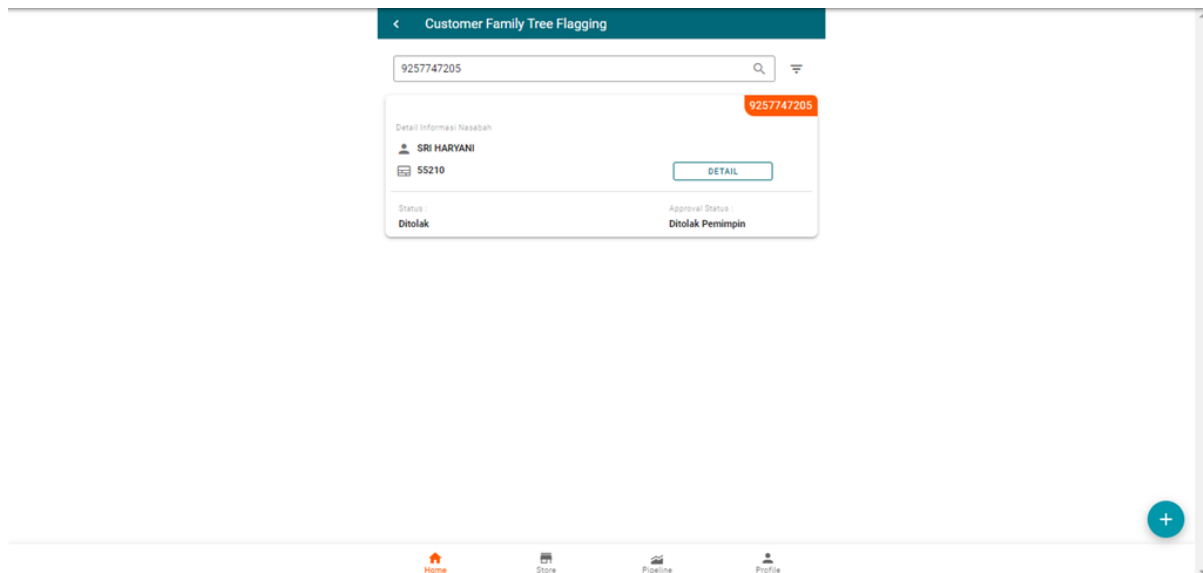 Customer Family Tree Flagging
9257747205
9257747205
Detail Informasi Nasabah
SRI HARYANI
55210
DETAIL
Status :
Approval Status :
Ditolak
Ditolak Pemimpin
Home
Store
Pipeline
Profile